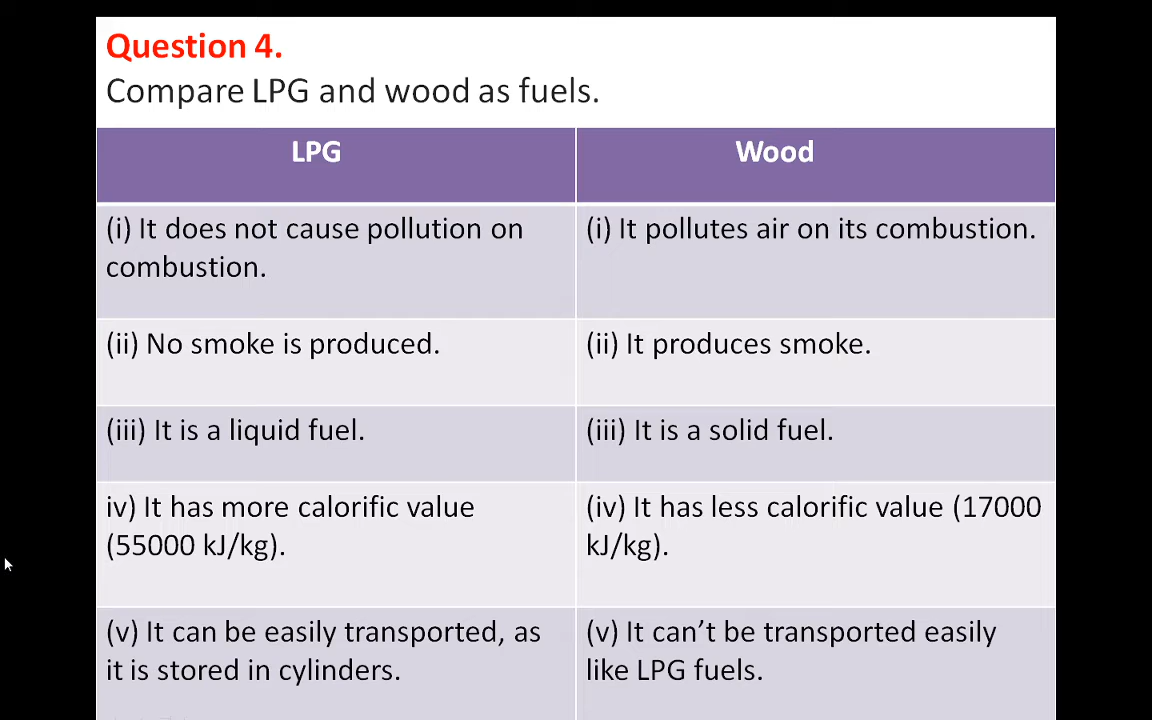 Question 4.
Compare LPG and wood as fuels.
LPG
Wood
(i) It does not cause pollution on
combustion.
(i) It pollutes air on its combustion.
(ii) No smoke is produced.
(ii) It produces smoke.
(iii) It is a liquid fuel.
(iii) It is a solid fuel.
iv) It has more calorific value
(55000 kJ/kg).
(iv) It has less calorific value (17000
kJ/kg).
(v) It can be easily transported, as
it is stored in cylinders.
(v) It can’t be transported easily
like LPG fuels.